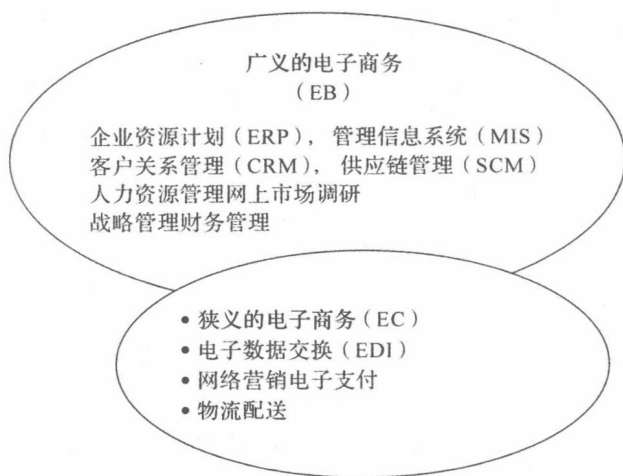 广义的电子商务
（EB）
企业资源计划（ERP），管理信息系统（MIS）
客户关系管理（CRM），供应链管理（SCM）
人力资源管理网上市场调研
战略管理财务管理
•狭义的电子商务（EC）
•电子数据交换（EDI）
•网络营销电子支付
•物流配送